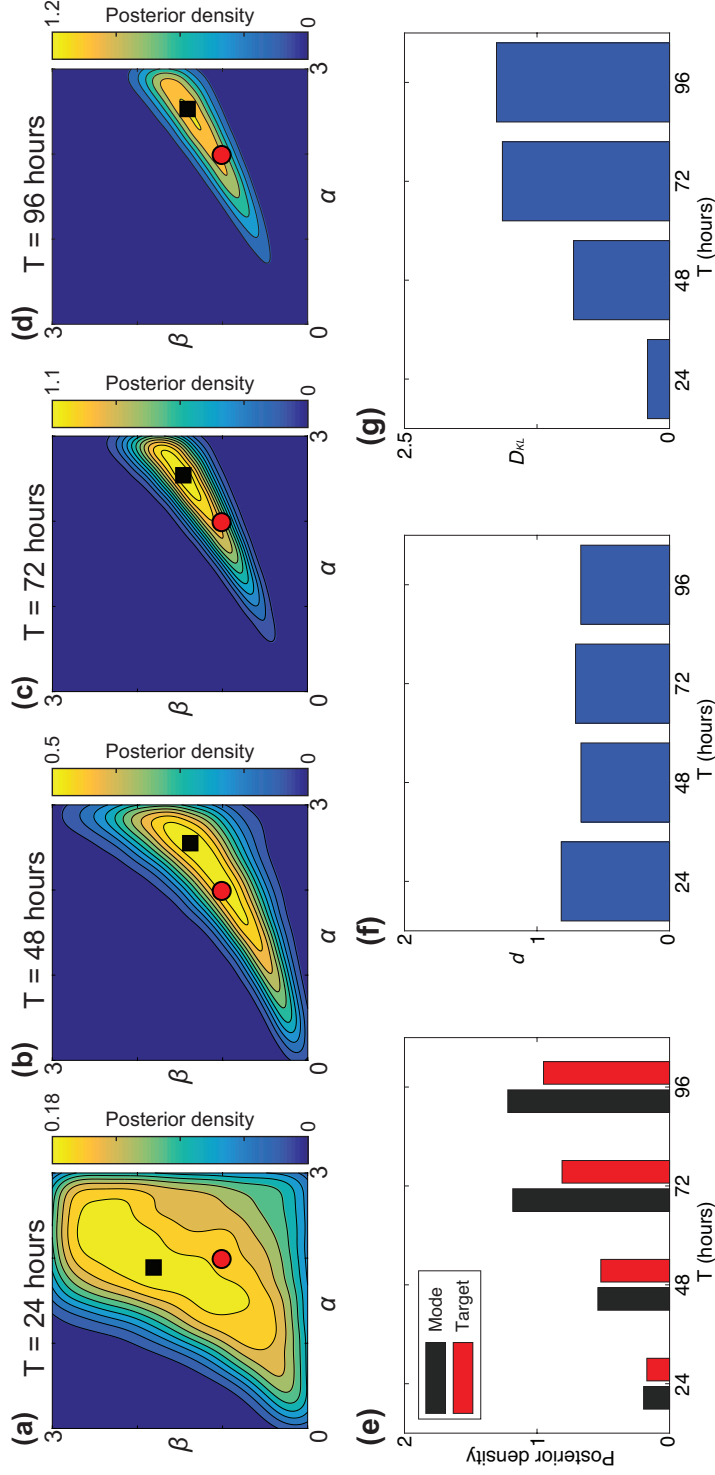 (a)
T = 24 hours
3
β
0
α
3
0.18
Posterior density
0
(b)
T = 48 hours
3
β
0
α
3
0.5
Posterior density
0
(c)
T = 72 hours
3
β
0
α
3
1.1
Posterior density
0
(d)
T = 96 hours
3
β
0
α
3
1.2
Posterior density
0
(e)
2
1
0
Posterior density
Mode
Target
24
48
72
96
T (hours)
(f)
2
d
1
0
24
48
72
96
T (hours)
(g)
2.5
D_KL
0
24
48
72
96
T (hours)